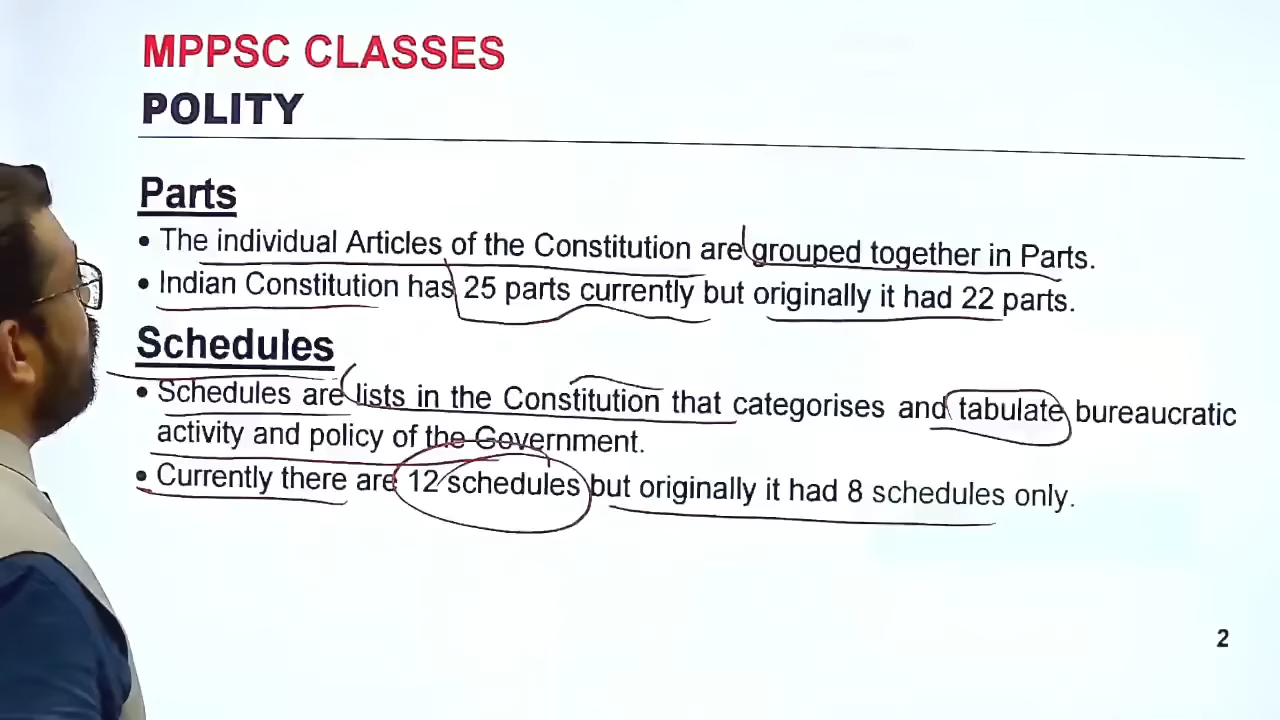 MPPSC CLASSES
POLITY
Parts
• The individual Articles of the Constitution are grouped together in Parts.
• Indian Constitution has 25 parts currently but originally it had 22 parts.
Schedules
• Schedules are lists in the Constitution that categorises and tabulate bureaucratic
activity and policy of the Government.
• Currently there are 12 schedules but originally it had 8 schedules only.
2